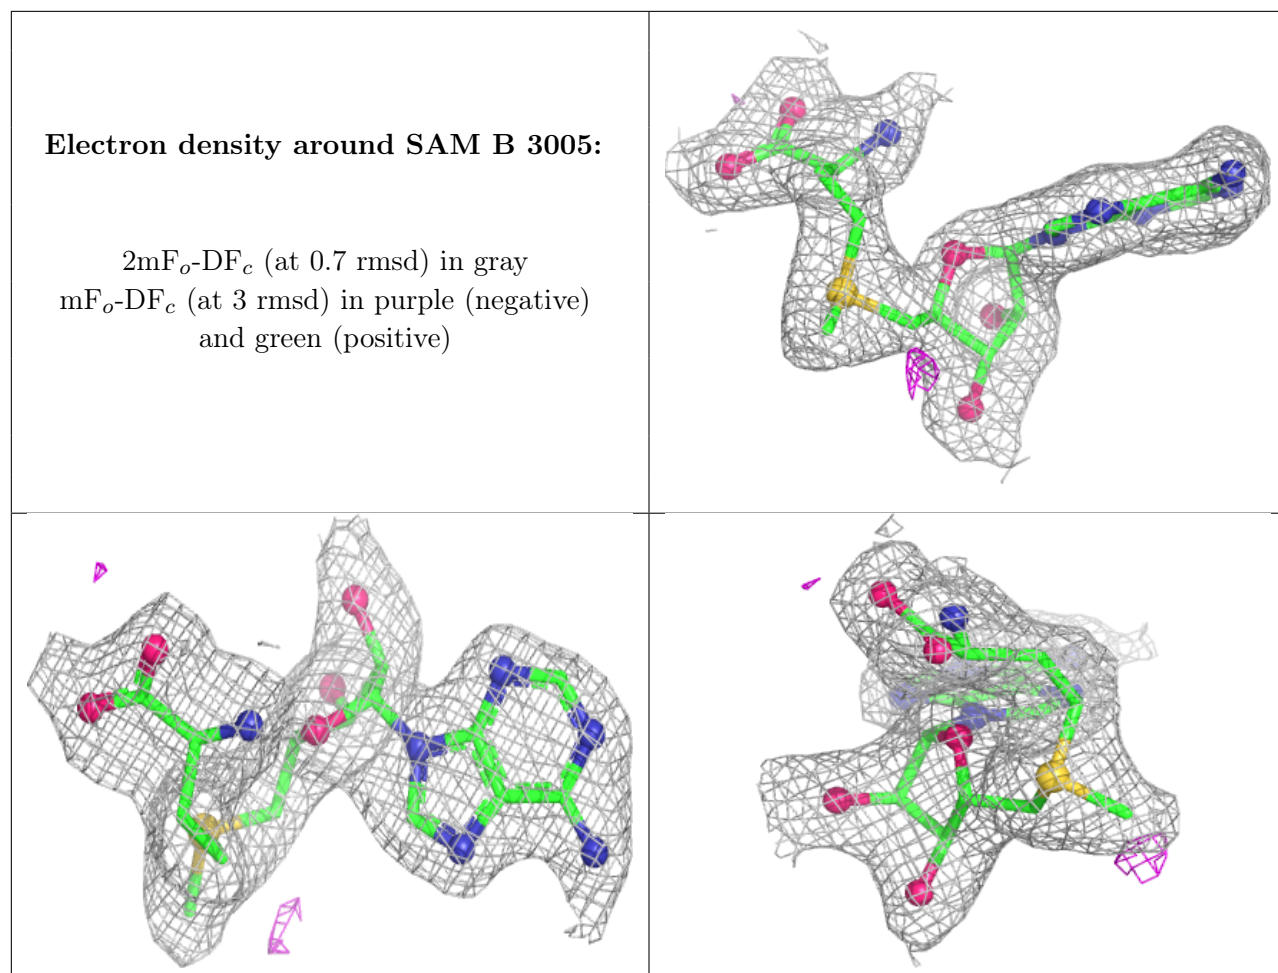 Electron density around SAM B 3005:
2mFo-DFc (at 0.7 rmsd) in gray
mFo-DFc (at 3 rmsd) in purple (negative)
and green (positive)